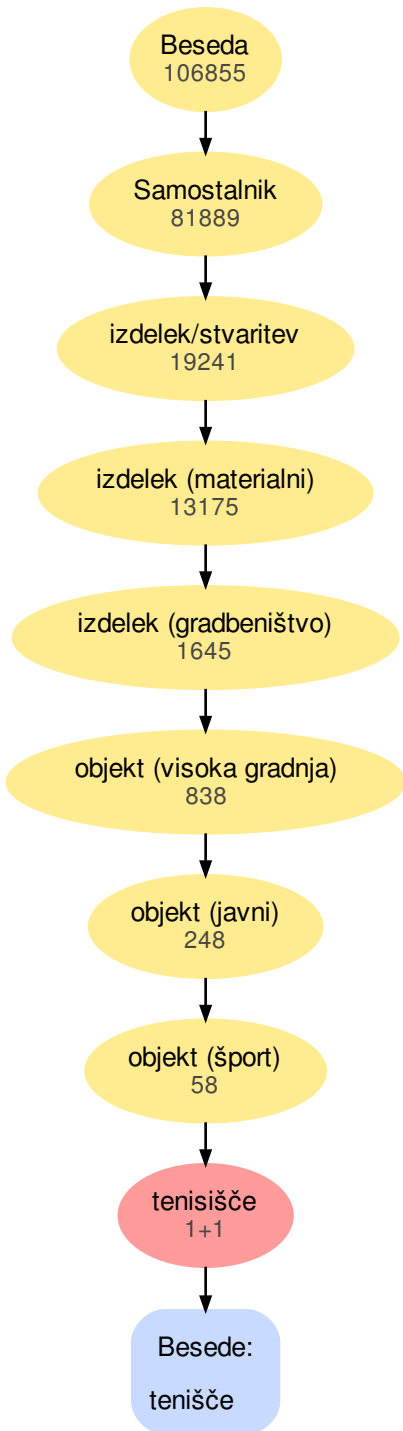 Beseda
106855
Samostalnik
81889
izdelek/stvaritev
19241
izdelek (materialni)
13175
izdelek (gradbeništvo)
1645
objekt (visoka gradnja)
838
objekt (javni)
248
objekt (šport)
58
tenisišče
1+1
Besede:
tenišče